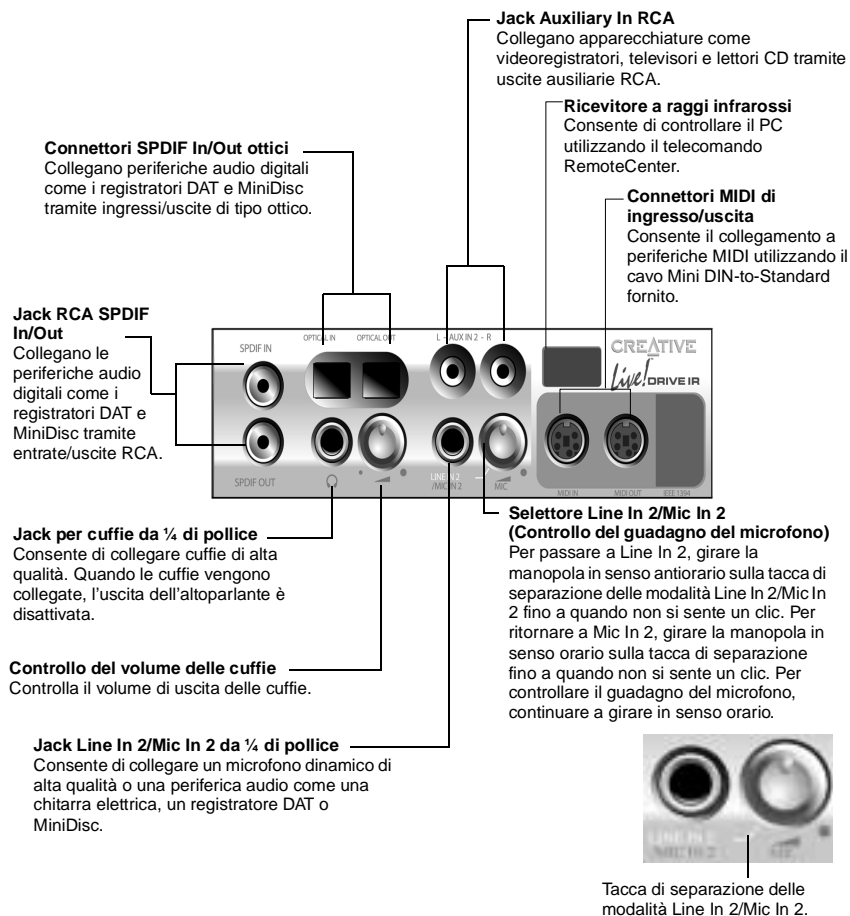 Jack Auxiliary In RCA
Collegano apparecchiature come
videoregistratori, televisori e lettori CD tramite
uscite ausiliarie RCA.
Ricevitore a raggi infrarossi
Consente di controllare il PC
utilizzando il telecomando
RemoteCenter.
Connettori SPDIF In/Out ottici
Collegano periferiche audio digitali
come i registratori DAT e MiniDisc
tramite ingressi/uscite di tipo ottico.
Connettori MIDI di
ingresso/uscita
Consente il collegamento a
periferiche MIDI utilizzando il
cavo Mini DIN-to-Standard
fornito.
Jack RCA SPDIF
In/Out
Collegano le
periferiche audio
digitali come i
registratori DAT e
MiniDisc tramite
entrate/uscite RCA.
SPDIF IN
OPTICAL IN
OPTICAL OUT
L - AUX IN 2 - R
CREATIVE
Live! DRIVE IR
SPDIF OUT
LINE IN 2
/MIC IN 2
MIC
MIDI IN
MIDI OUT
IEEE 1394
Jack per cuffie da ¼ di pollice
Consente di collegare cuffie di alta
qualità. Quando le cuffie vengono
collegate, l'uscita dell'altoparlante è
disattivata.
Selettore Line In 2/Mic In 2
(Controllo del guadagno del microfono)
Per passare a Line In 2, girare la
manopola in senso antiorario sulla tacca di
separazione delle modalità Line In 2/Mic In
2 fino a quando non si sente un clic. Per
ritornare a Mic In 2, girare la manopola in
senso orario sulla tacca di separazione
fino a quando non si sente un clic. Per
controllare il guadagno del microfono,
continuare a girare in senso orario.
Controllo del volume delle cuffie
Controlla il volume di uscita delle cuffie.
Jack Line In 2/Mic In 2 da ¼ di pollice
Consente di collegare un microfono dinamico di
alta qualità o una periferica audio come una
chitarra elettrica, un registratore DAT o
MiniDisc.
LINE IN 2
/MIC IN 2
Tacca di separazione delle
modalità Line In 2/Mic In 2.